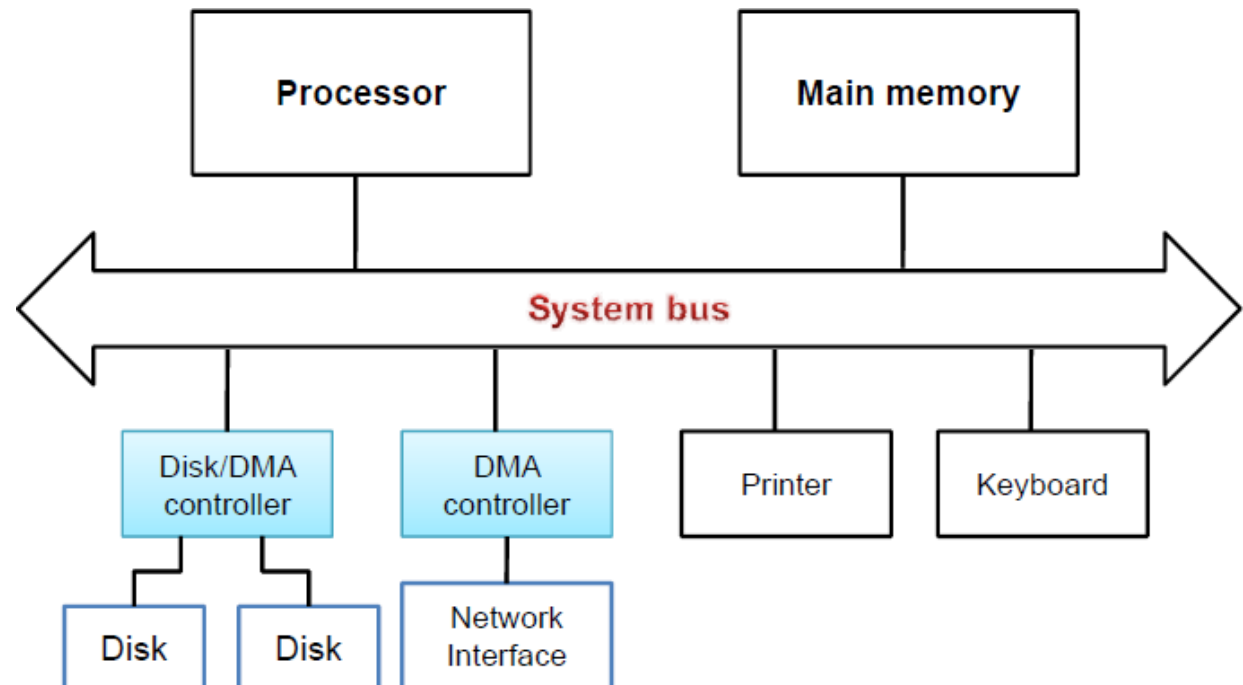 Processor
Main memory
System bus
Disk/DMA
controller
DMA
controller
Printer
Keyboard
Disk
Disk
Network
Interface